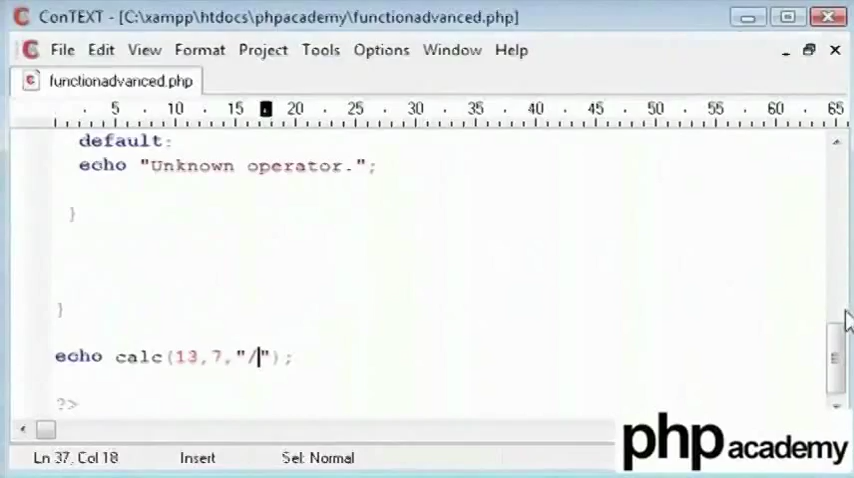 ConTEXT - [C:\xampp\htdocs\phpacademy\functionadvanced.php]
File Edit View Format Project Tools Options Window Help
functionadvanced.php
5 10 15 20 25 30 35 40 45 50 55 60 65
default:
echo "Unknown operator.";
}
}
echo calc(13,7,"/");
?>
Ln 37, Col 18 Insert Sel: Normal
php academy